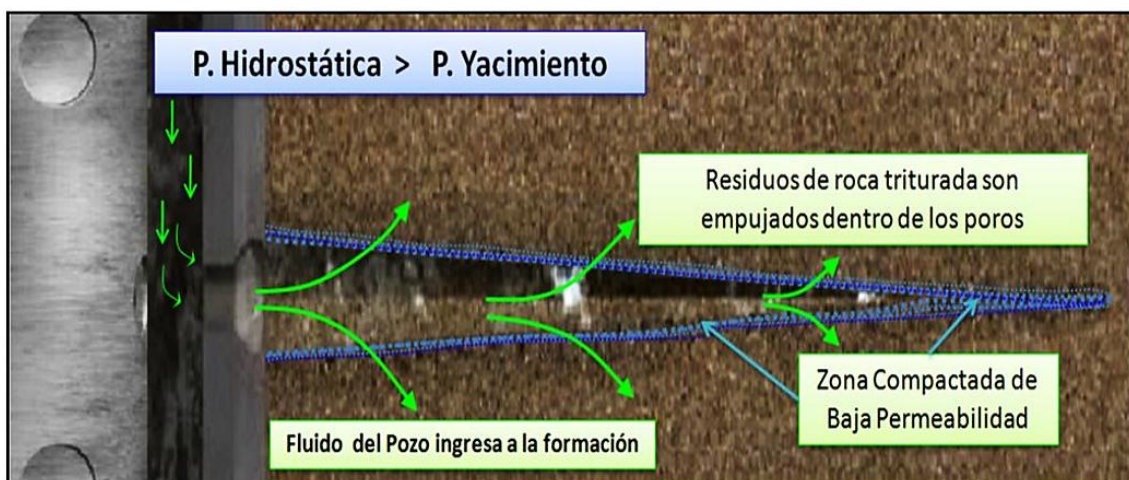 P. Hidrostática > P. Yacimiento
Residuos de roca triturada son
empujados dentro de los poros
Zona Compactada de
Baja Permeabilidad
Fluido del Pozo ingresa a la formación